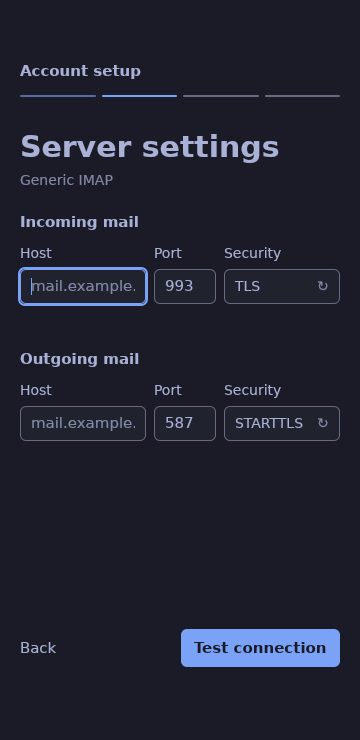 Account setup
Server settings
Generic IMAP
Incoming mail
Host Port Security
mail.example. 993 TLS ↻
Outgoing mail
Host Port Security
mail.example. 587 STARTTLS ↻
Back Test connection